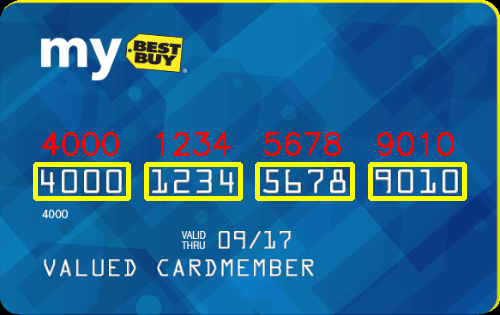 my BEST BUY®
4000 1234 5678 9010
4000 1234 5678 9010
4000
VALID THRU 09/17
VALUED CARDMEMBER